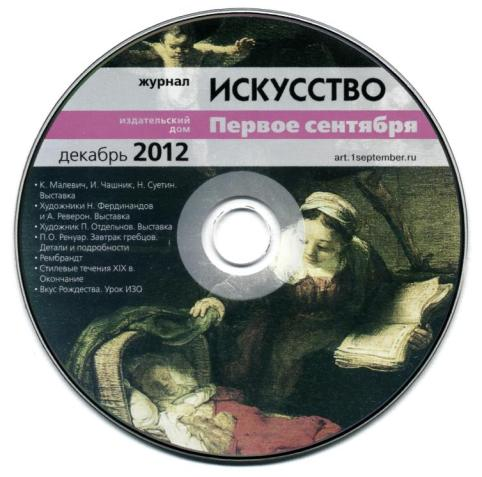 журнал ИСКУССТВО
издательский дом Первое сентября
декабрь 2012 art.1september.ru
• К. Малевич, И. Чашник, Н. Суетин.
Выставка
• Художники Н. Фердинандов
и А. Реверон. Выставка
• Художник П. Отдельнов. Выставка
• П.О. Ренуар. Завтрак гребцов.
Детали и подробности
• Рембрандт
• Стилевые течения XIX в.
Окончание
• Вкус Рождества. Урок ИЗО